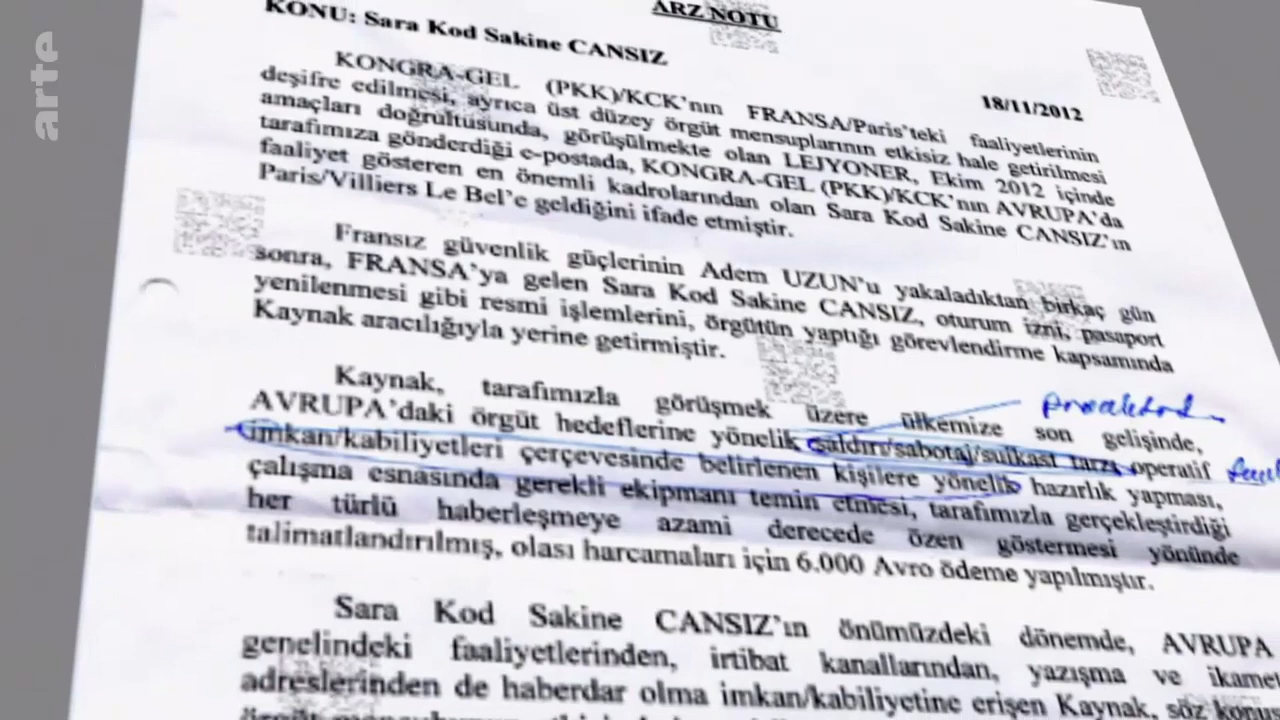 arte
ARZ NOTU
KONU: Sara Kod Sakine CANSIZ
18/11/2012
KONGRA-GEL (PKK)/KCK'nın FRANSA/Paris'teki faaliyetlerinin
deşifre edilmesi, ayrıca üst düzey örgüt mensuplarının etkisiz hale getirilmesi
amaçları doğrultusunda, görüşülmekte olan LEJYONER, Ekim 2012 içinde
tarafımıza gönderdiği e-postada, KONGRA-GEL (PKK)/KCK'nın AVRUPA'da
faaliyet gösteren en önemli kadrolarından olan Sara Kod Sakine CANSIZ'ın
Paris/Villiers Le Bel'e geldiğini ifade etmiştir.
Fransız güvenlik güçlerinin Adem UZUN'u yakaladıktan birkaç gün
sonra, FRANSA'ya gelen Sara Kod Sakine CANSIZ, oturum izni, pasaport
yenilenmesi gibi resmi işlemlerini, örgütün yaptığı görevlendirme kapsamında
Kaynak aracılığıyla yerine getirmiştir.
Kaynak, tarafımızla görüşmek üzere ülkemize son gelişinde,
AVRUPA'daki örgüt hedeflerine yönelik saldırı/sabotaj/suikast tarzı operatif
imkan/kabiliyetleri çerçevesinde belirlenen kişilere yönelik hazırlık yapması,
çalışma esnasında gerekli ekipmanı temin etmesi, tarafımızla gerçekleştirdiği
her türlü haberleşmeye azami derecede özen göstermesi yönünde
talimatlandırılmış, olası harcamaları için 6.000 Avro ödeme yapılmıştır.
Sara Kod Sakine CANSIZ'ın önümüzdeki dönemde, AVRUPA
genelindeki faaliyetlerinden, irtibat kanallarından, yazışma ve ikamet
adreslerinden de haberdar olma imkan/kabiliyetine erişen Kaynak, söz konusu